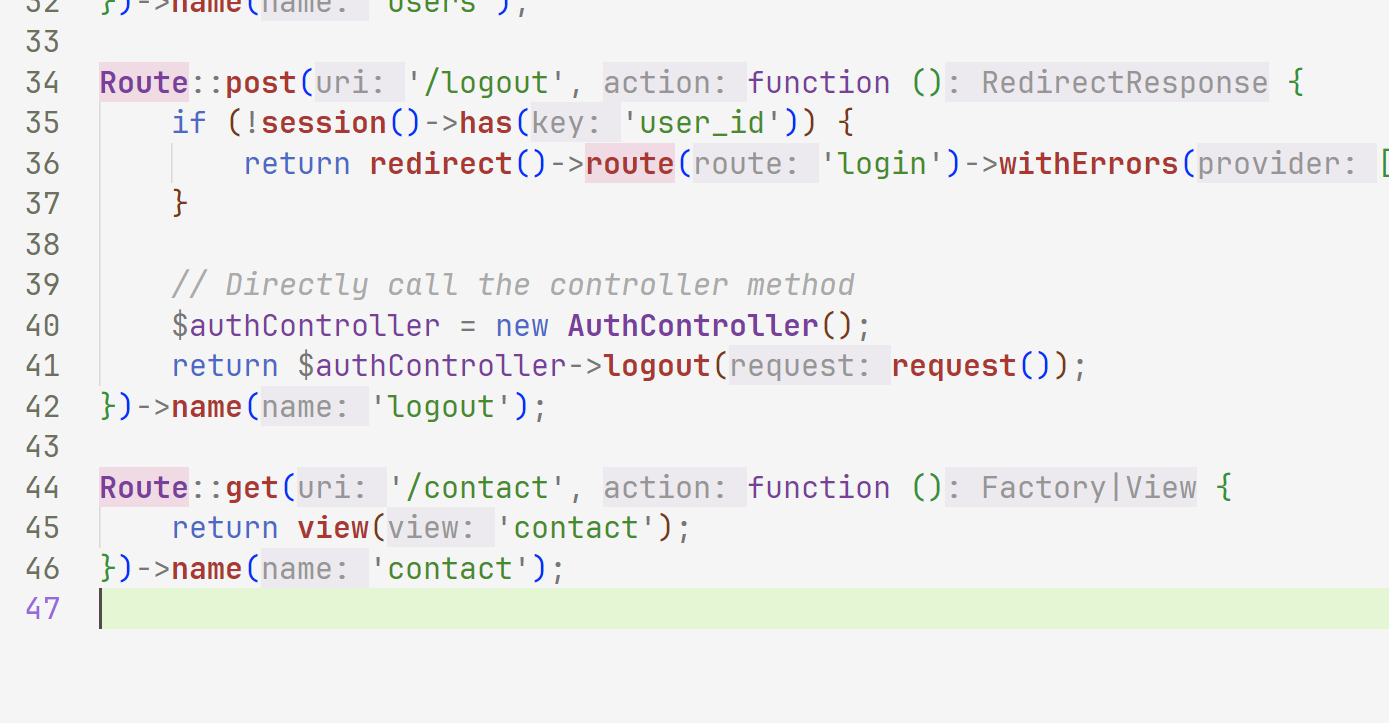 32 })->name(name: 'users');
33
34 Route::post(uri: '/logout', action: function (): RedirectResponse {
35     if (!session()->has(key: 'user_id')) {
36         return redirect()->route(route: 'login')->withErrors(provider: [
37     }
38
39     // Directly call the controller method
40     $authController = new AuthController();
41     return $authController->logout(request: request());
42 })->name(name: 'logout');
43
44 Route::get(uri: '/contact', action: function (): Factory|View {
45     return view(view: 'contact');
46 })->name(name: 'contact');
47